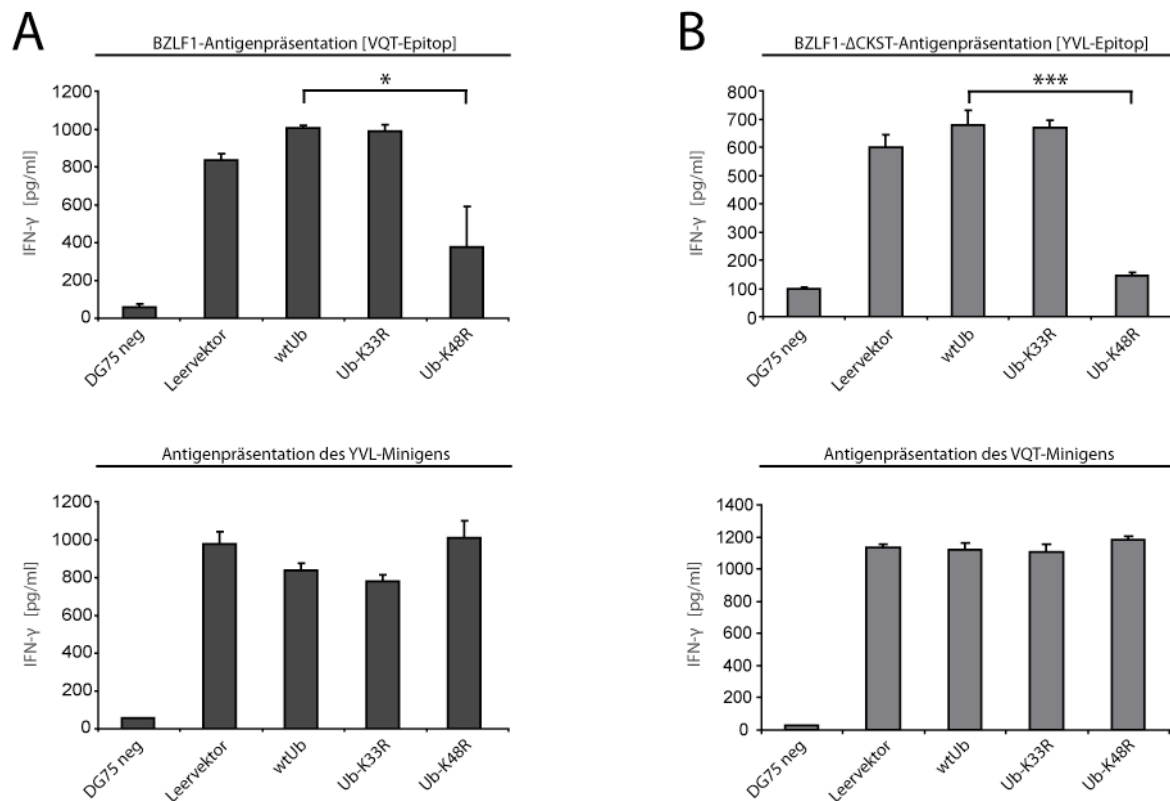 A
BZLF1-Antigenpräsentation [VQT-Epitop]
*
IFN-γ [pg/ml]
1200
1000
800
600
400
200
0
DG75 neg
Leervektor
wtUb
Ub-K33R
Ub-K48R
B
BZLF1-ΔCKST-Antigenpräsentation [YVL-Epitop]
***
IFN-γ [pg/ml]
800
700
600
500
400
300
200
100
0
DG75 neg
Leervektor
wtUb
Ub-K33R
Ub-K48R
Antigenpräsentation des YVL-Minigens
IFN-γ [pg/ml]
1200
1000
800
600
400
200
0
DG75 neg
Leervektor
wtUb
Ub-K33R
Ub-K48R
Antigenpräsentation des VQT-Minigens
IFN-γ [pg/ml]
1400
1200
1000
800
600
400
200
0
DG75 neg
Leervektor
wtUb
Ub-K33R
Ub-K48R